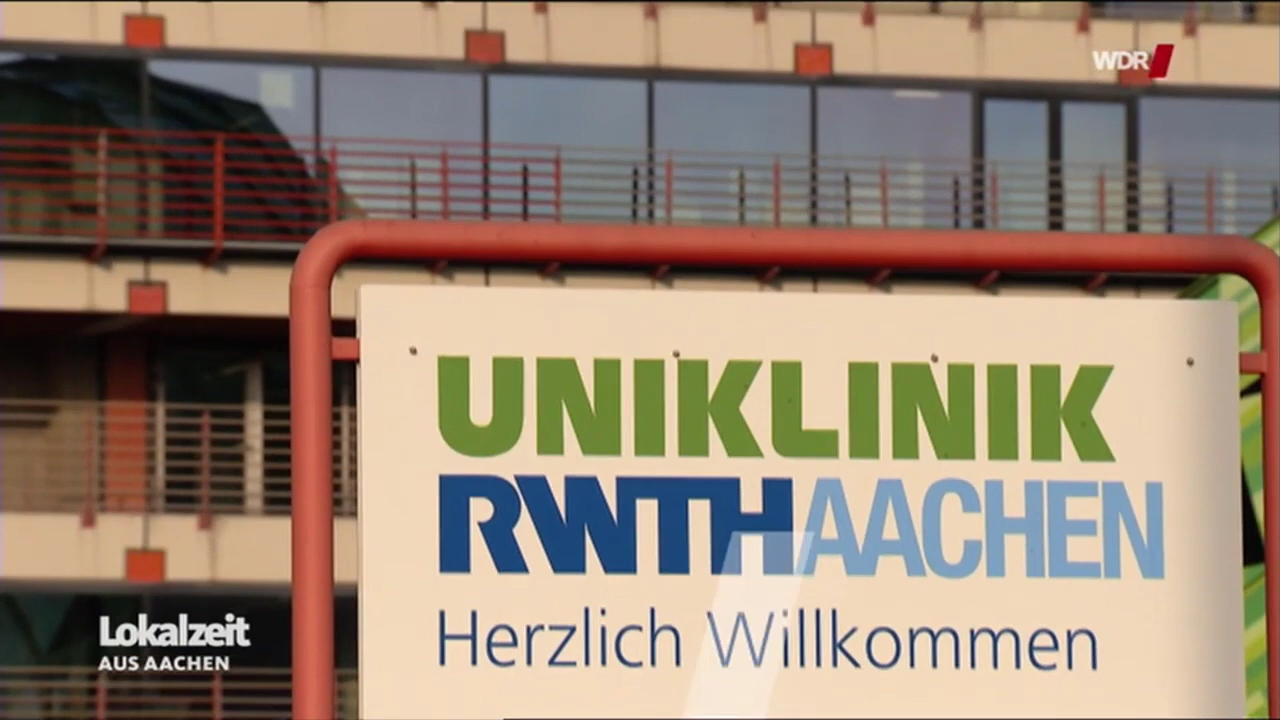 WDR
UNIKLINIK
RWTHAACHEN
Herzlich Willkommen
Lokalzeit
AUS AACHEN